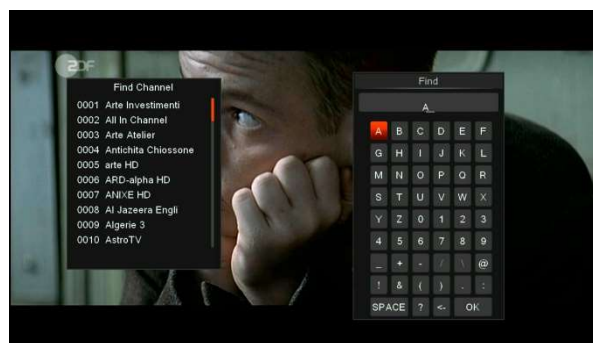 ZDF
Find Channel
0001 Arte Investimenti
0002 All In Channel
0003 Arte Atelier
0004 Antichita Chiossone
0005 arte HD
0006 ARD-alpha HD
0007 ANIXE HD
0008 Al Jazeera Engli
0009 Algerie 3
0010 AstroTV
Find
A_
A B C D E F
G H I J K L
M N O P Q R
S T U V W X
Y Z 0 1 2 3
4 5 6 7 8 9
_ + - / \ @
! & ( ) . :
SPACE ? <- OK